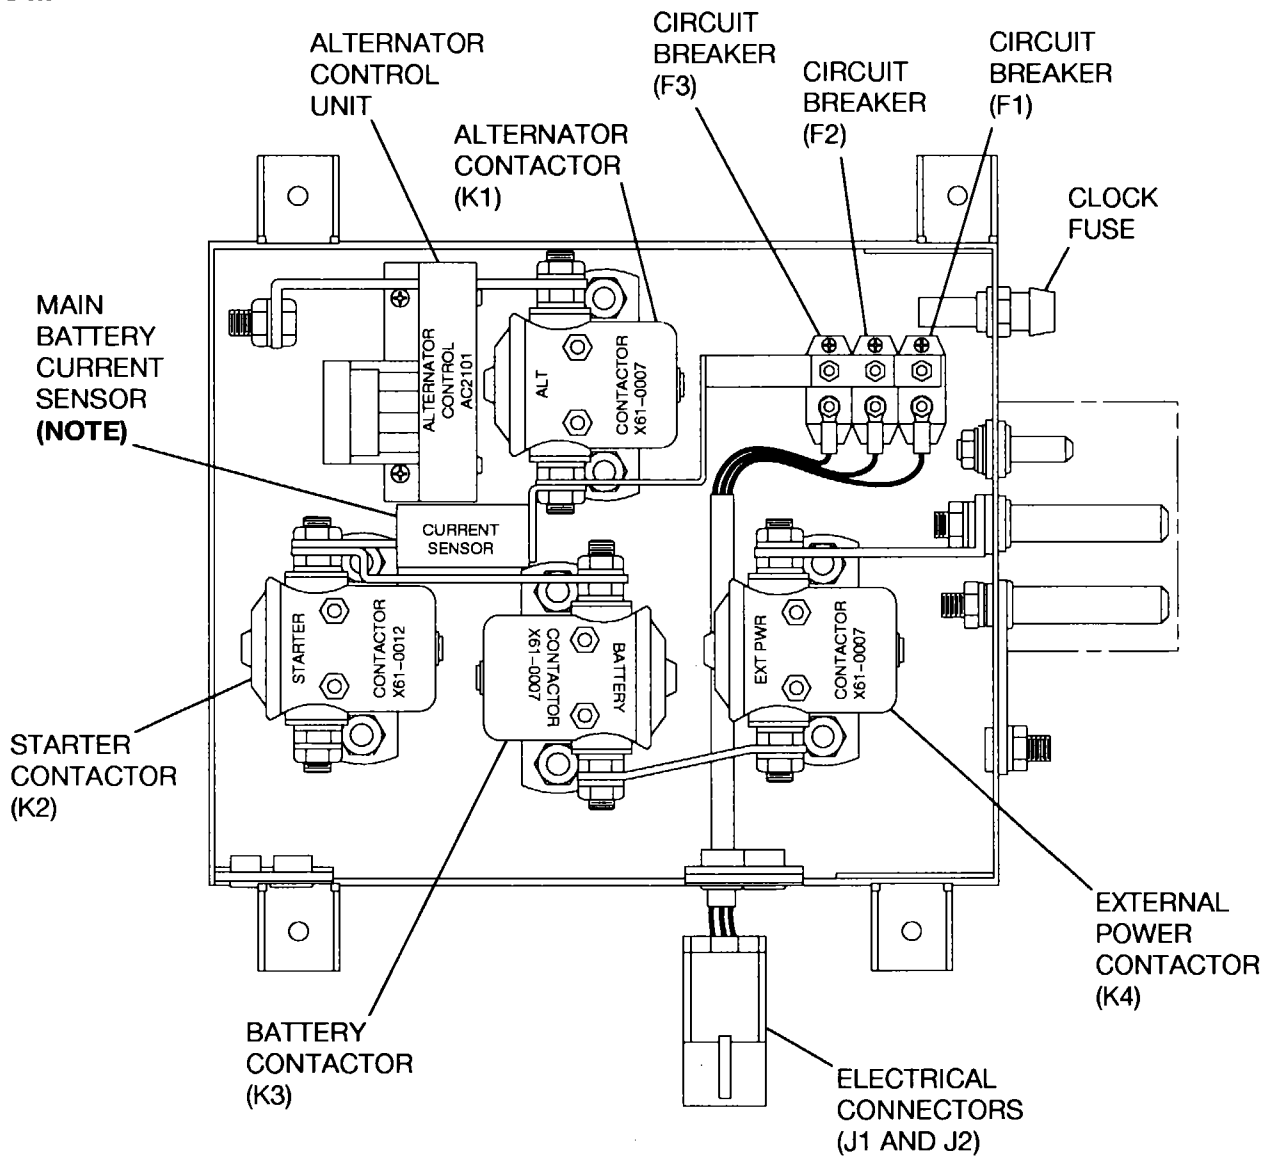 CIRCUIT
BREAKER
(F3)
ALTERNATOR
CONTROL
UNIT
CIRCUIT
BREAKER
(F1)
CIRCUIT
BREAKER
(F2)
ALTERNATOR
CONTACTOR
(K1)
CLOCK
FUSE
MAIN
BATTERY
CURRENT
SENSOR
(NOTE)
ALTERNATOR
CONTROL
AC2101
ALT
CONTACTOR
X61-0007
CURRENT
SENSOR
STARTER
CONTACTOR
X61-0012
BATTERY
CONTACTOR
X61-0007
EXT PWR
CONTACTOR
X61-0007
STARTER
CONTACTOR
(K2)
EXTERNAL
POWER
CONTACTOR
(K4)
BATTERY
CONTACTOR
(K3)
ELECTRICAL
CONNECTORS
(J1 AND J2)